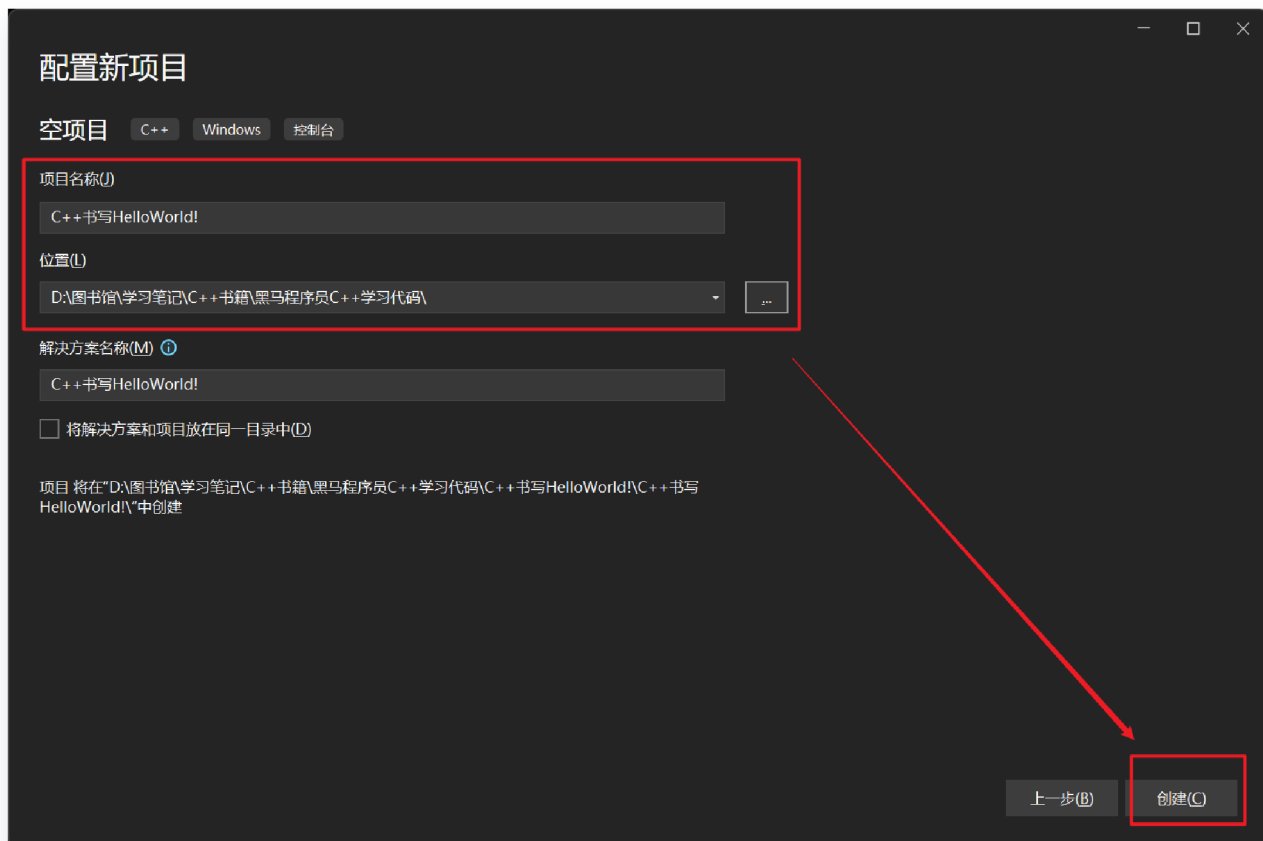 配置新项目
空项目 C++ Windows 控制台
项目名称(J)
C++书写HelloWorld!
位置(L)
D:\图书馆\学习笔记\C++书籍\黑马程序员C++学习代码\ ...
解决方案名称(M)
C++书写HelloWorld!
将解决方案和项目放在同一目录中(D)
项目 将在"D:\图书馆\学习笔记\C++书籍\黑马程序员C++学习代码\C++书写HelloWorld!\C++书写
HelloWorld!\"中创建
上一步(B) 创建(C)